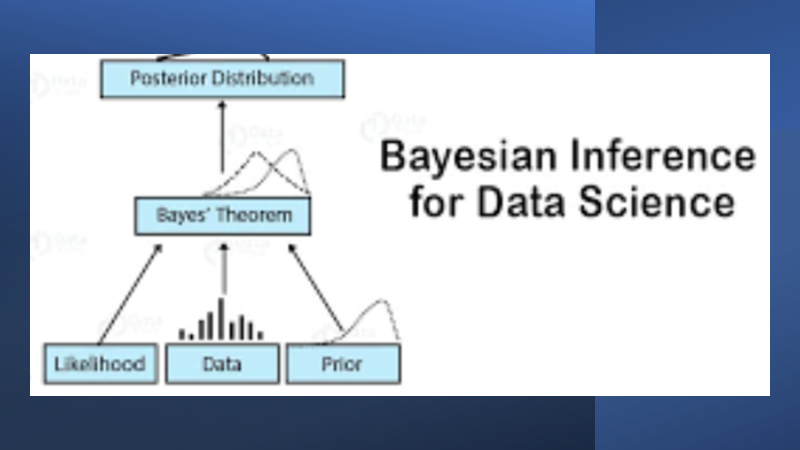 Posterior Distribution
Bayesian Inference
for Data Science
Bayes' Theorem
Likelihood
Data
Prior